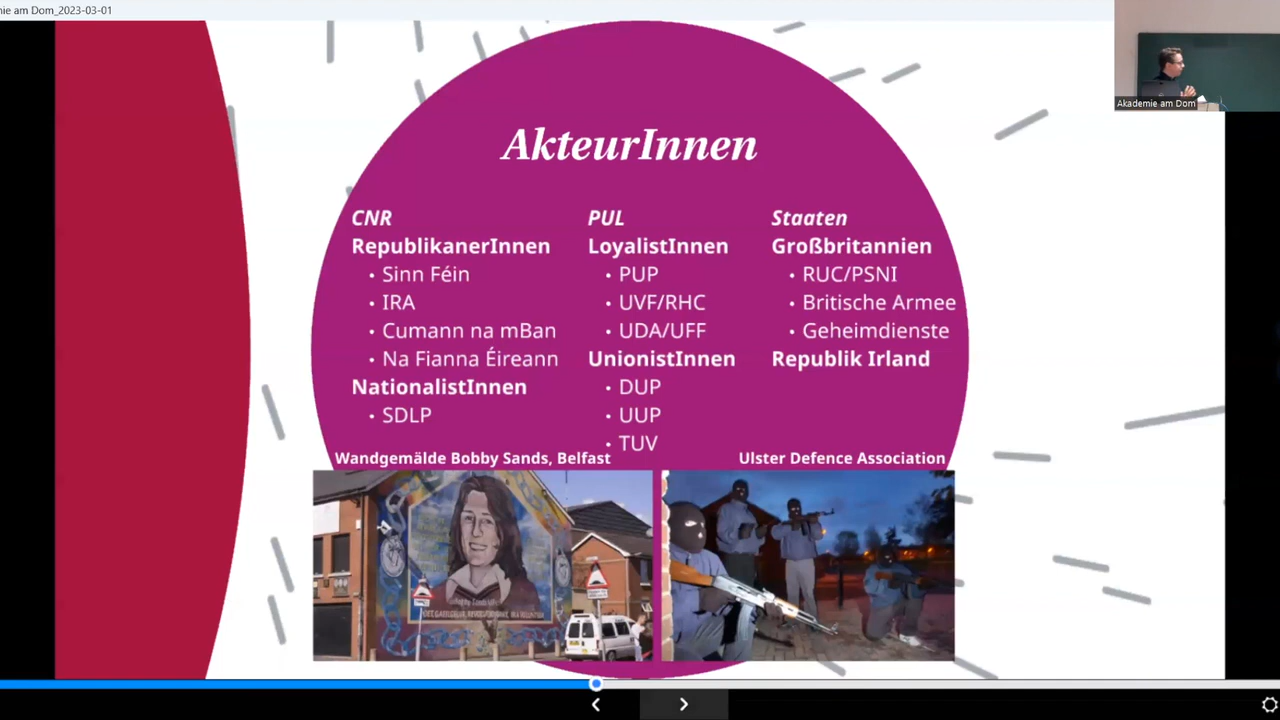 nie am Dom_2023-03-01
Akademie am Dom
AkteurInnen
CNR
RepublikanerInnen
• Sinn Féin
• IRA
• Cumann na mBan
• Na Fianna Éireann
NationalistInnen
• SDLP
PUL
LoyalistInnen
• PUP
• UVF/RHC
• UDA/UFF
UnionistInnen
• DUP
• UUP
• TUV
Staaten
Großbritannien
• RUC/PSNI
• Britische Armee
• Geheimdienste
Republik Irland
Wandgemälde Bobby Sands, Belfast
Ulster Defence Association